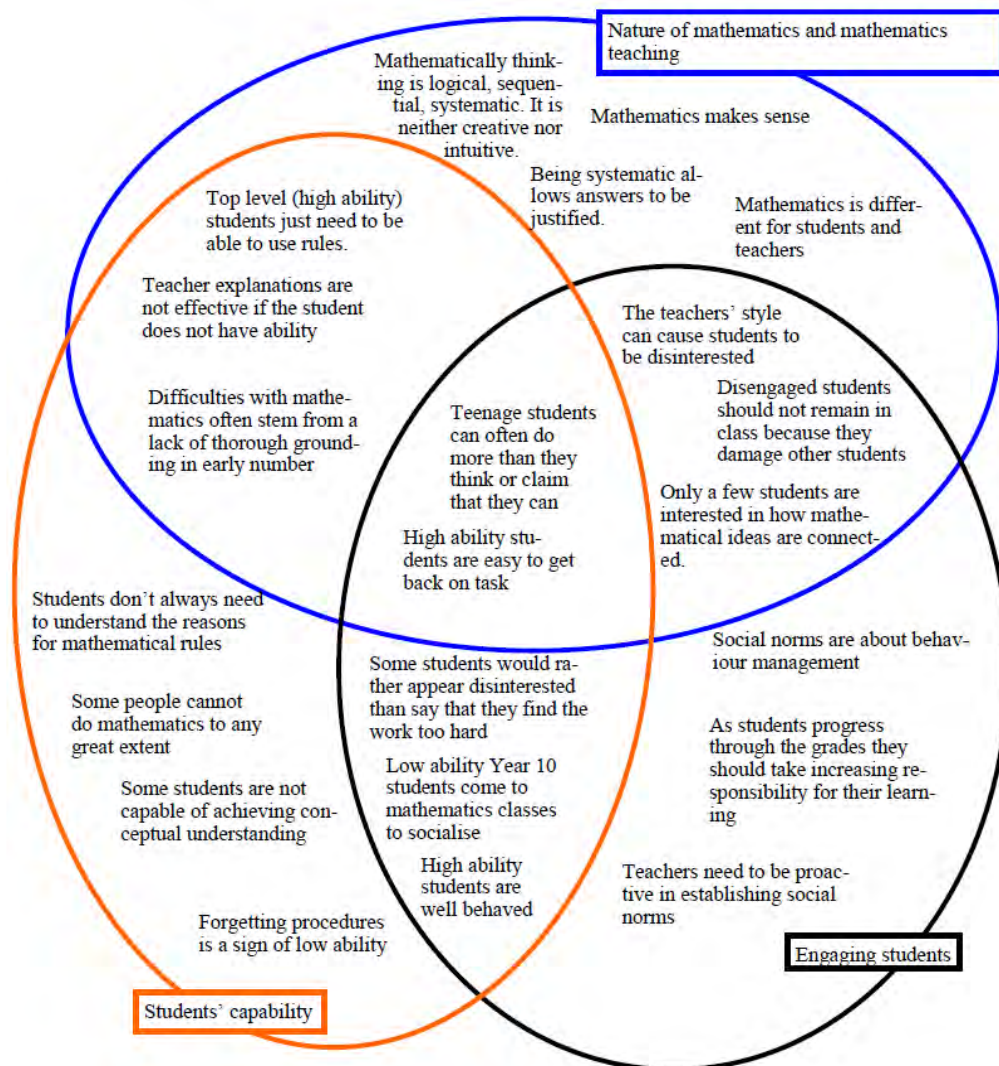 Nature of mathematics and mathematics
teaching
Mathematically think-
ing is logical, sequen-
tial, systematic. It is
neither creative nor
intuitive.
Mathematics makes sense
Being systematic al-
lows answers to be
justified.
Mathematics is differ-
ent for students and
teachers
Top level (high ability)
students just need to be
able to use rules.
Teacher explanations are
not effective if the student
does not have ability
The teachers’ style
can cause students to
be disinterested
Difficulties with mathe-
matics often stem from a
lack of thorough ground-
ing in early number
Teenage students
can often do
more than they
think or claim
that they can
Disengaged students
should not remain in
class because they
damage other students
High ability stu-
dents are easy to get
back on task
Only a few students are
interested in how mathe-
matical ideas are connect-
ed.
Students don’t always need
to understand the reasons
for mathematical rules
Social norms are about behav-
iour management
Some students would ra-
ther appear disinterested
than say that they find the
work too hard
Some people cannot
do mathematics to any
great extent
As students progress
through the grades they
should take increasing re-
sponsibility for their learn-
ing
Low ability Year 10
students come to
mathematics classes
to socialise
Some students are not
capable of achieving con-
ceptual understanding
High ability
students are
well behaved
Teachers need to be proac-
tive in establishing social
norms
Forgetting procedures
is a sign of low ability
Engaging students
Students’ capability